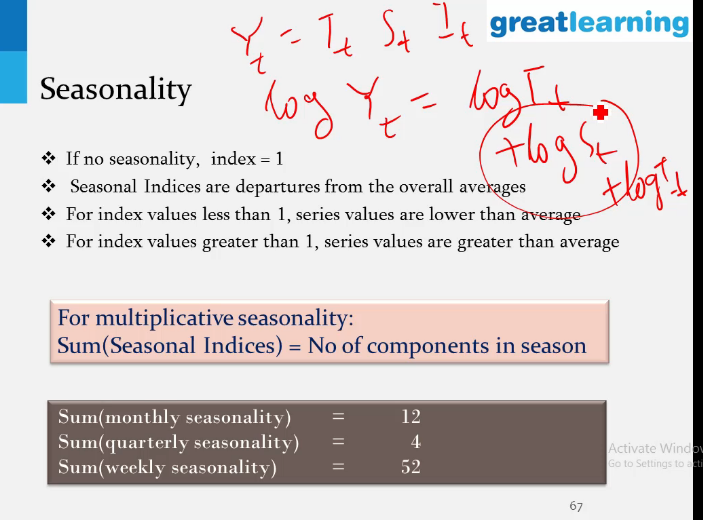 greatlearning
Y_t = T_t S_t I_t
log Y_t = log T_t
+ log S_t
+ log I_t
Seasonality
❖ If no seasonality, index = 1
❖ Seasonal Indices are departures from the overall averages
❖ For index values less than 1, series values are lower than average
❖ For index values greater than 1, series values are greater than average
For multiplicative seasonality:
Sum(Seasonal Indices) = No of components in season
Sum(monthly seasonality) = 12
Sum(quarterly seasonality) = 4
Sum(weekly seasonality) = 52
Activate Window
Go to Settings to acti
67